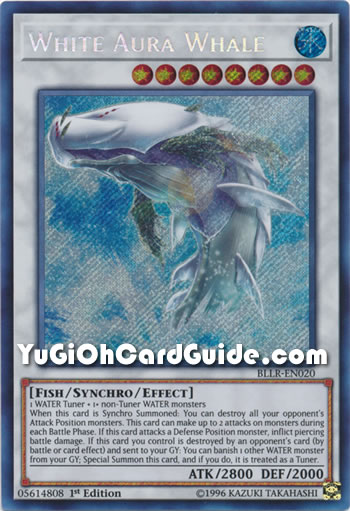 White Aura Whale
YuGiOhCardGuide.com
BLLR-EN020
[Fish/Synchro/Effect]
1 WATER Tuner + 1+ non-Tuner WATER monsters
When this card is Synchro Summoned: You can destroy all your opponent's
Attack Position monsters. This card can make up to 2 attacks on monsters during
each Battle Phase. If this card attacks a Defense Position monster, inflict piercing
battle damage. If this card you control is destroyed by an opponent's card (by
battle or card effect) and sent to your GY: You can banish 1 other WATER monster
from your GY; Special Summon this card, and if you do, it is treated as a Tuner.
ATK/2800 DEF/2000
05614808 1st Edition ©1996 KAZUKI TAKAHASHI